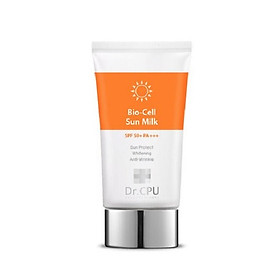 Bio-Cell
Sun Milk
SPF 50+ PA+++
Sun Protect
Whitening
Anti-Wrinkle
Dr.CPU